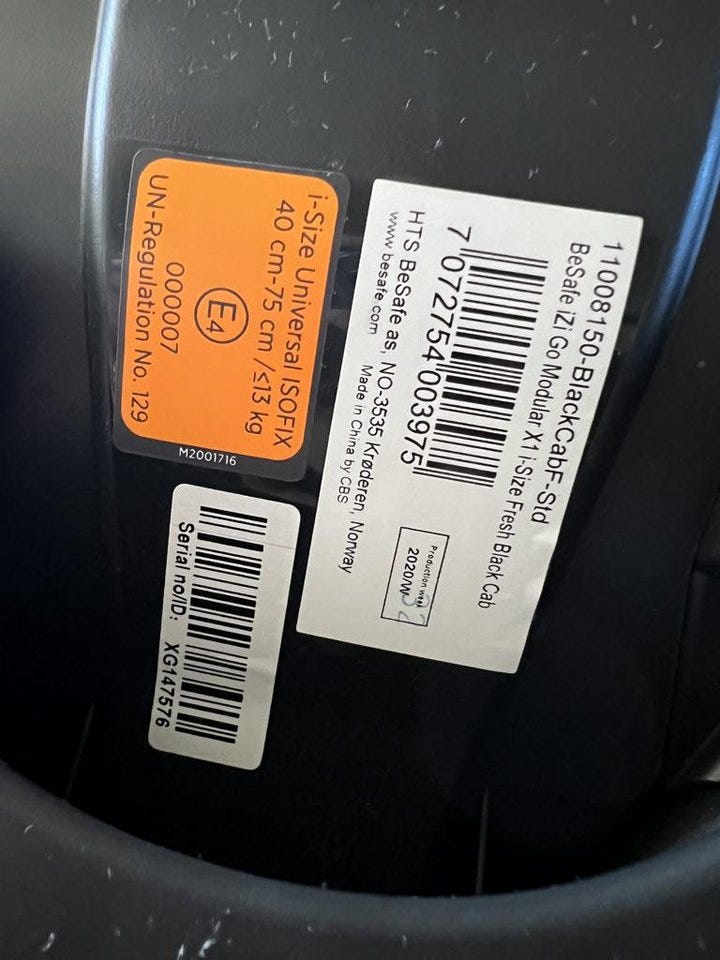 11008150-BlackCabF-Std
BeSafe iZi Go Modular X1 i-Size Fresh Black Cab
7 072754 003975
HTS BeSafe as, NO-3535 Krøderen, Norway
www.besafe.com
Made in China by CBS
Production week
2020/W32
i-Size Universal ISOFIX
40 cm-75 cm /≤13 kg
E4
000007
UN-Regulation No. 129
M2001716
Serial no/ID: XG147576